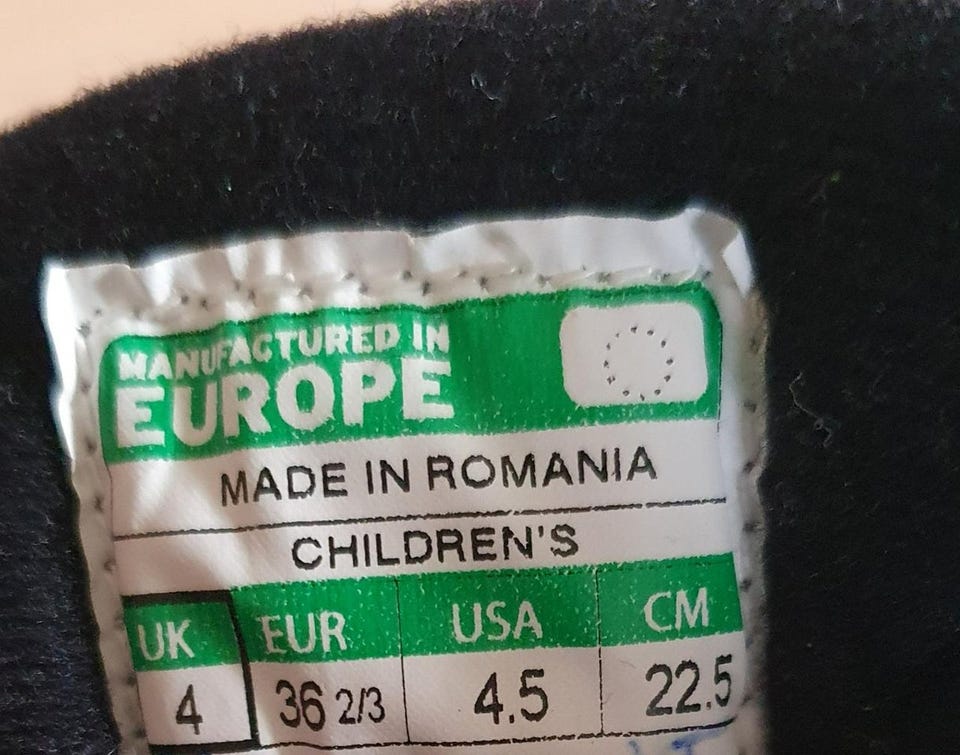 MANUFACTURED IN
EUROPE
MADE IN ROMANIA
CHILDREN'S
UK EUR USA CM
4 36 2/3 4.5 22.5